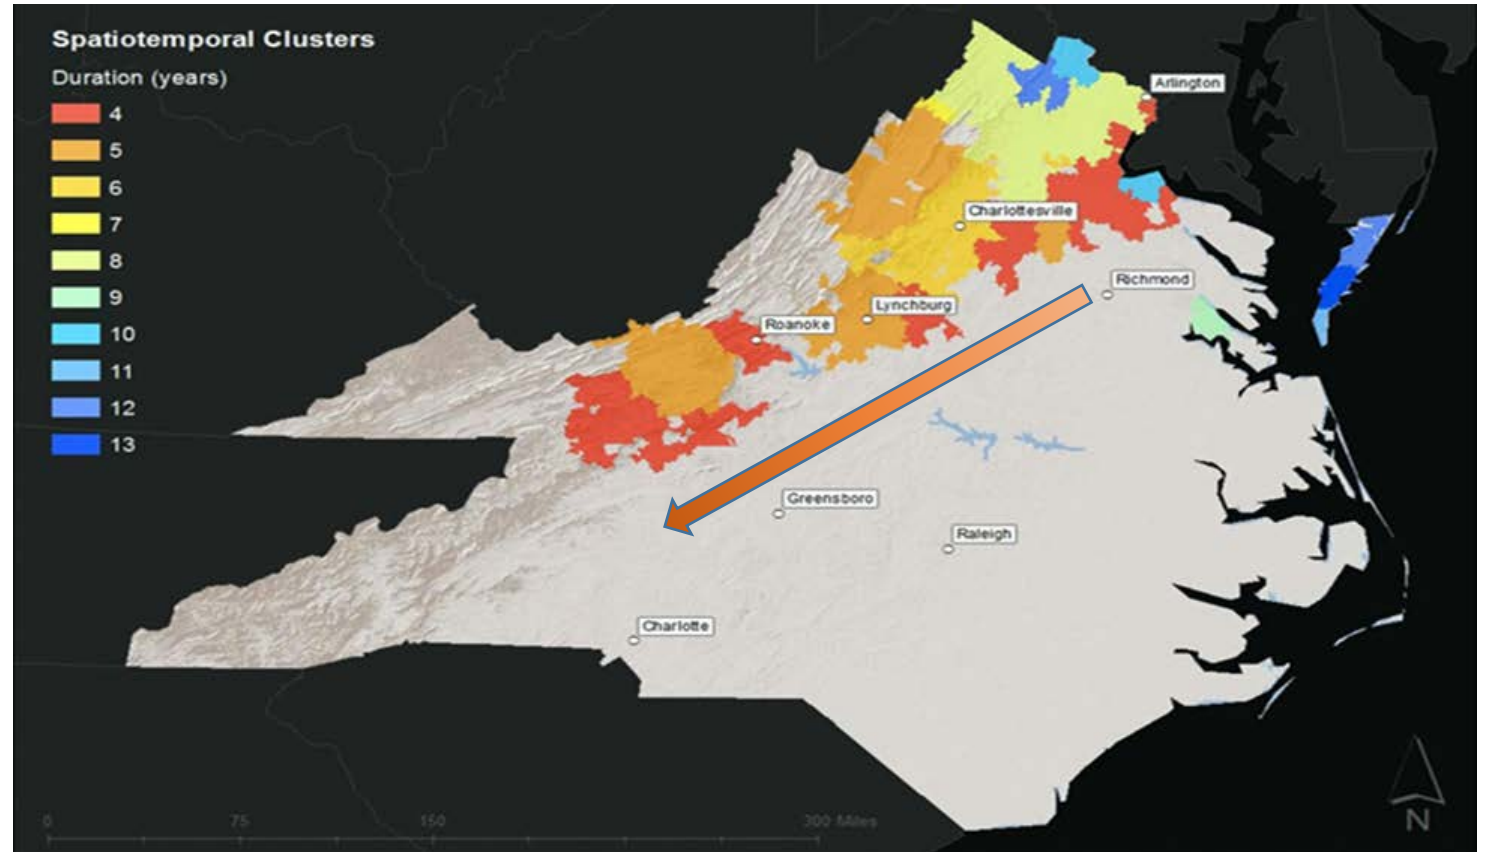 Spatiotemporal Clusters
Duration (years)
4
5
6
7
8
9
10
11
12
13
Arlington
Charlottesville
Richmond
Lynchburg
Roanoke
Greensboro
Raleigh
Charlotte
0 75 150 300 Miles
N